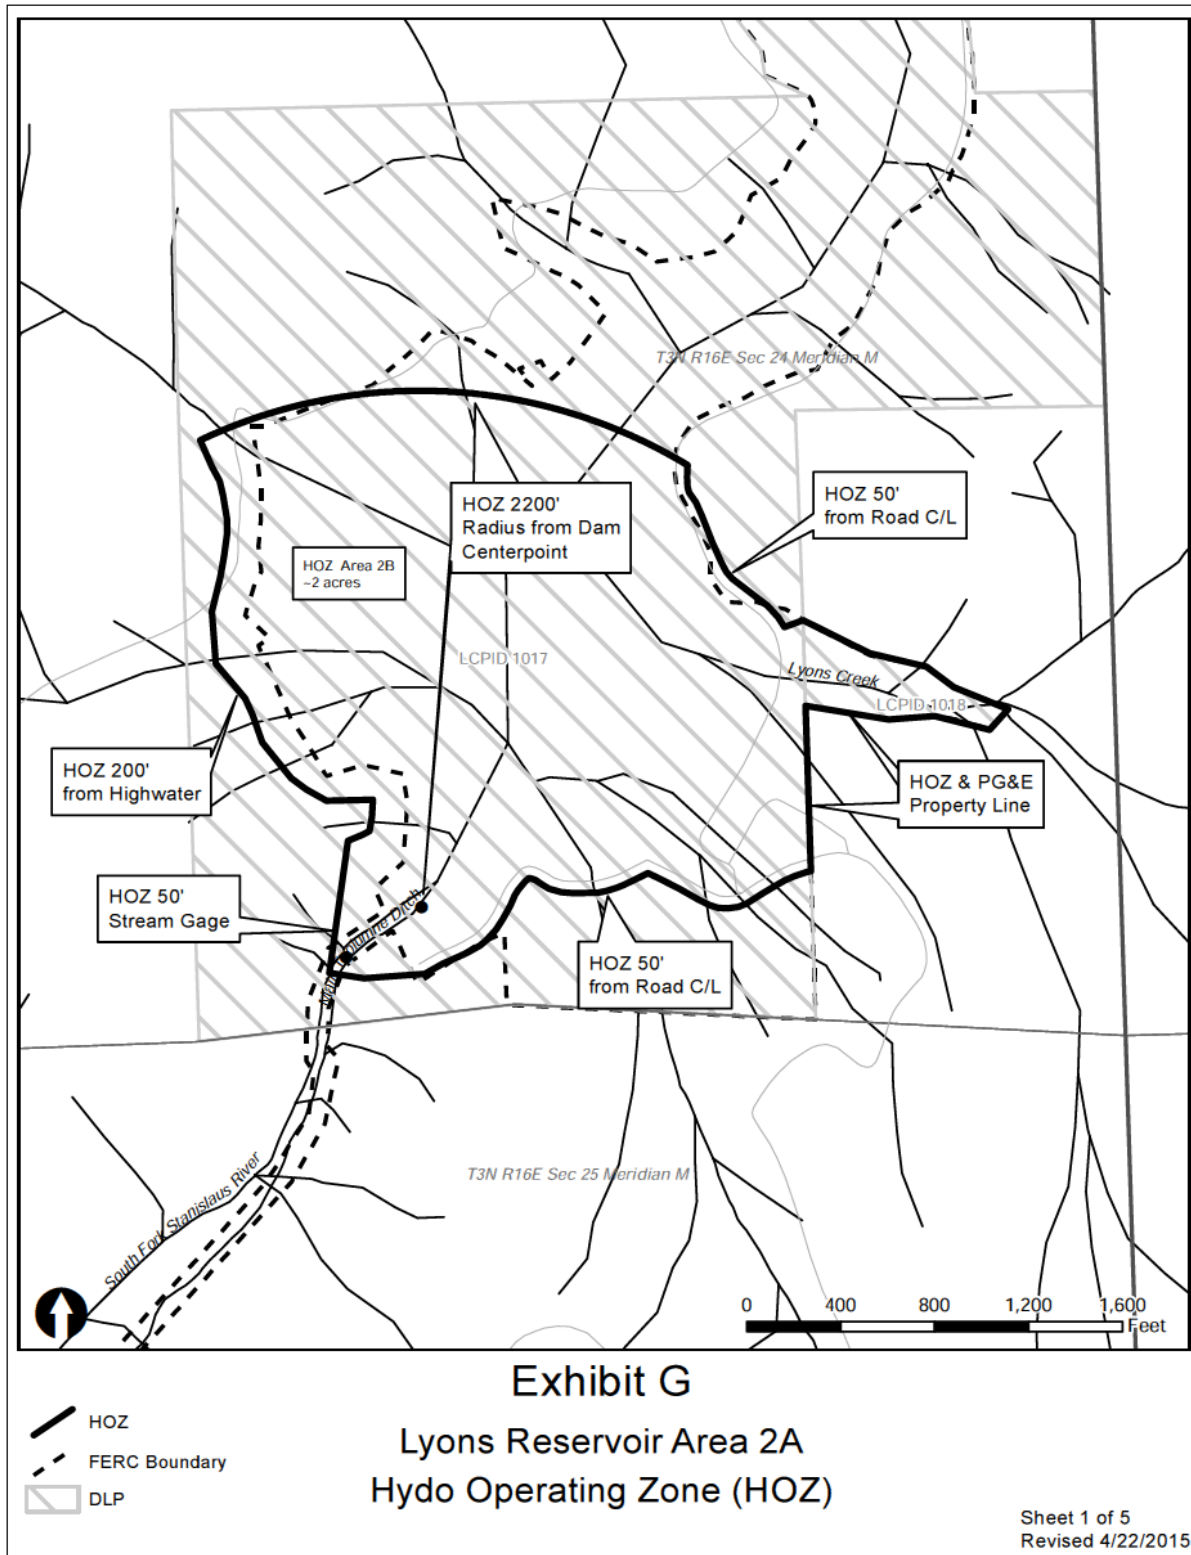 T3N R16E Sec 24 Meridian M
HOZ 50'
from Road C/L
HOZ 2200'
Radius from Dam
Centerpoint
HOZ Area 2B
~2 acres
LCPID 1017
Lyons Creek
LCPID 1018
HOZ 200'
from Highwater
HOZ & PG&E
Property Line
HOZ 50'
Stream Gage
Ditch
HOZ 50'
from Road C/L
T3N R16E Sec 25 Meridian M
South Fork Stanislaus River
0 400 800 1,200 1,600
Feet
Exhibit G
Lyons Reservoir Area 2A
Hydo Operating Zone (HOZ)
HOZ
FERC Boundary
DLP
Sheet 1 of 5
Revised 4/22/2015